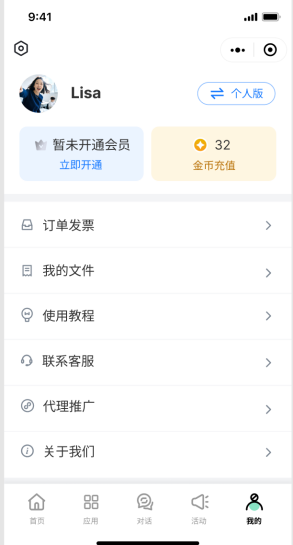 9:41
Lisa
个人版
暂未开通会员
立即开通
32
金币充值
订单发票
我的文件
使用教程
联系客服
代理推广
关于我们
首页
应用
对话
活动
我的